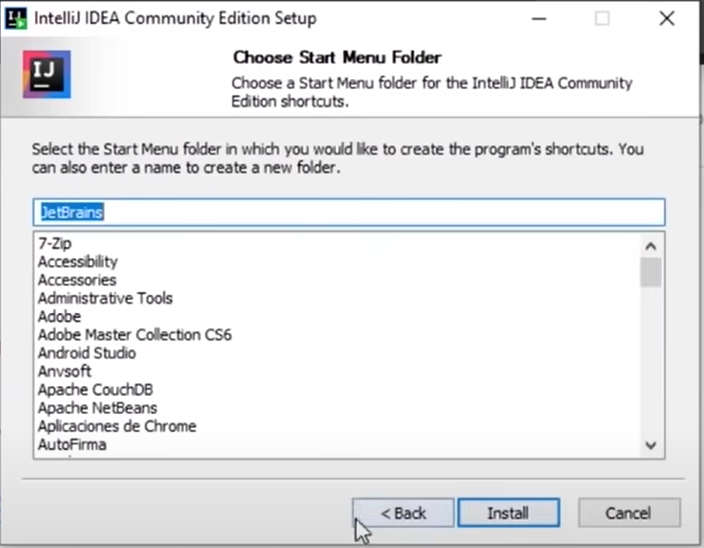 IntelliJ IDEA Community Edition Setup
IJ
Choose Start Menu Folder
Choose a Start Menu folder for the IntelliJ IDEA Community
Edition shortcuts.
Select the Start Menu folder in which you would like to create the program's shortcuts. You
can also enter a name to create a new folder.
JetBrains
7-Zip
Accessibility
Accessories
Administrative Tools
Adobe
Adobe Master Collection CS6
Android Studio
Anvsoft
Apache CouchDB
Apache NetBeans
Aplicaciones de Chrome
AutoFirma
< Back
Install
Cancel